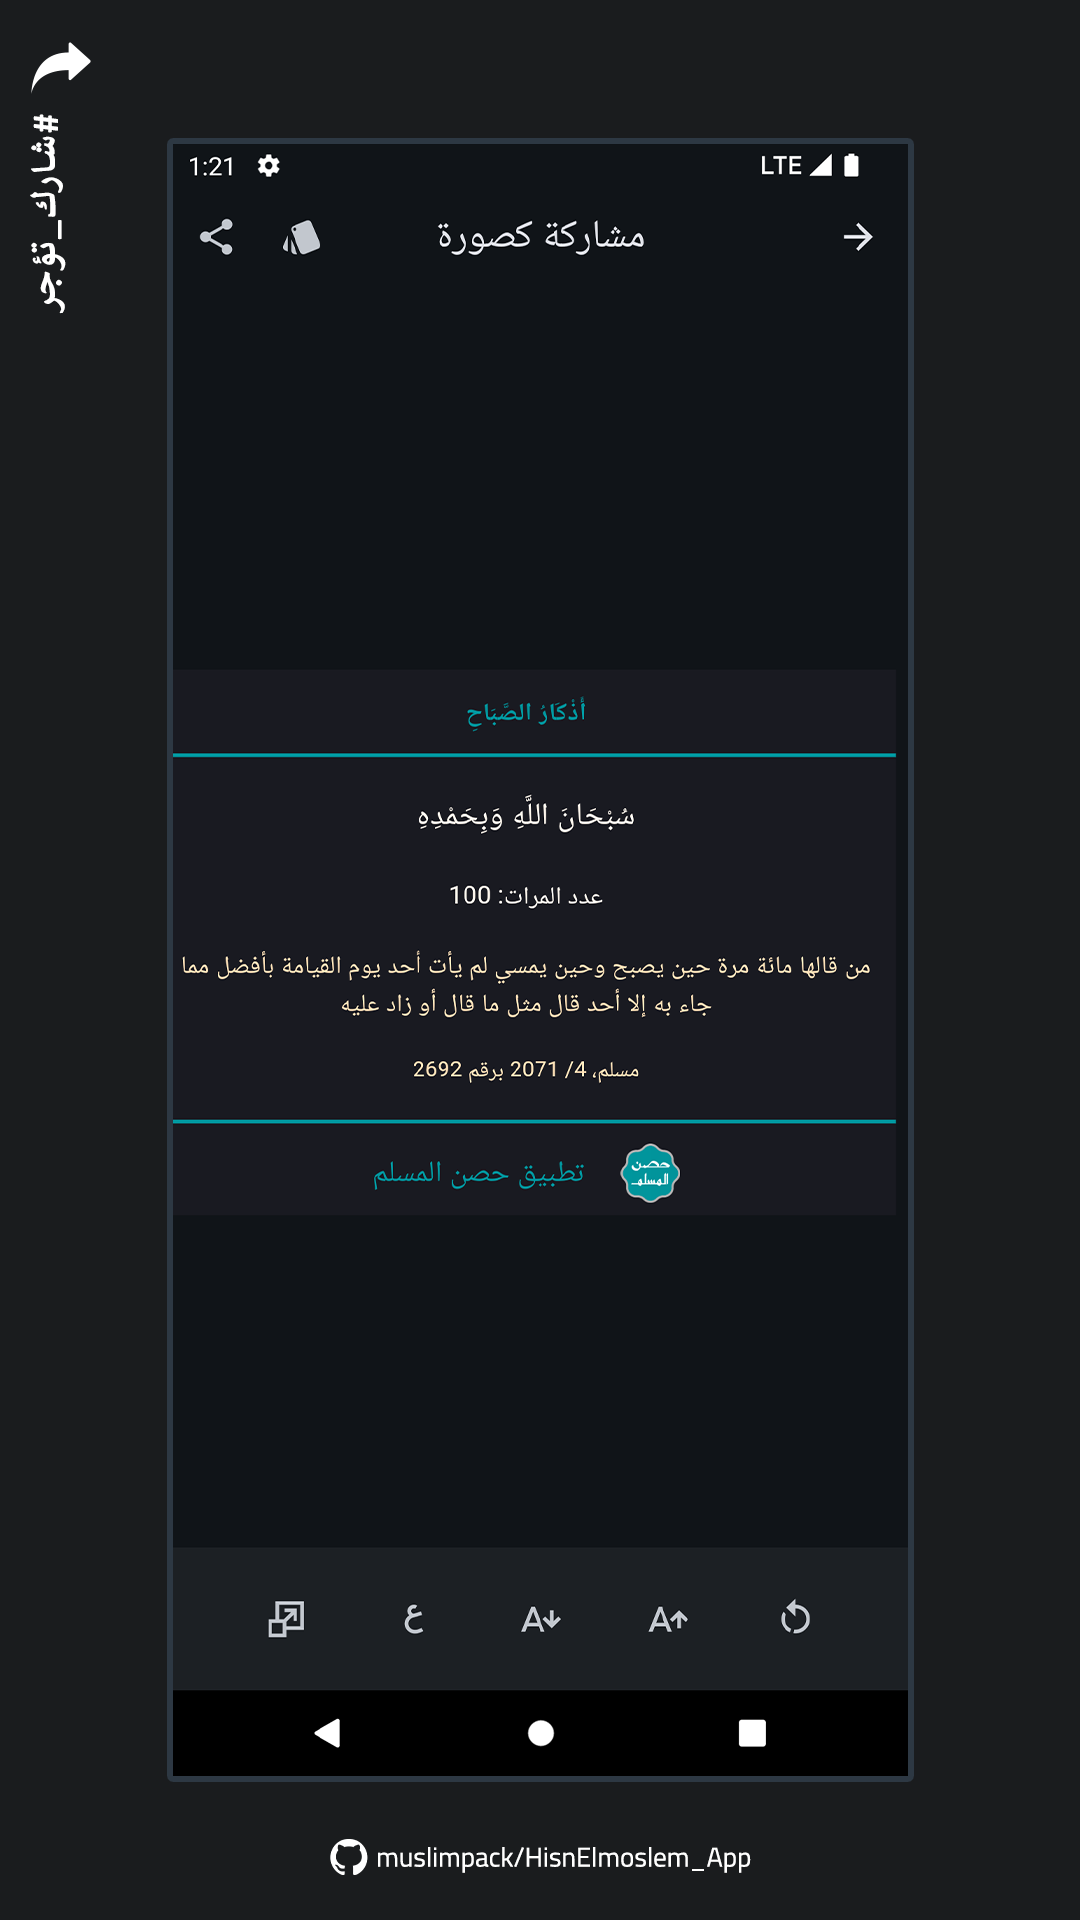 #شارك_تؤجر
1:21 LTE
مشاركة كصورة
أَذْكَارُ الصَّبَاحِ
سُبْحَانَ اللَّهِ وَبِحَمْدِهِ
عدد المرات: 100
من قالها مائة مرة حين يصبح وحين يمسي لم يأت أحد يوم القيامة بأفضل مما
جاء به إلا أحد قال مثل ما قال أو زاد عليه
مسلم، 4/ 2071 برقم 2692
حصن
المسلم
تطبيق حصن المسلم
ع A A
muslimpack/HisnElmoslem_App